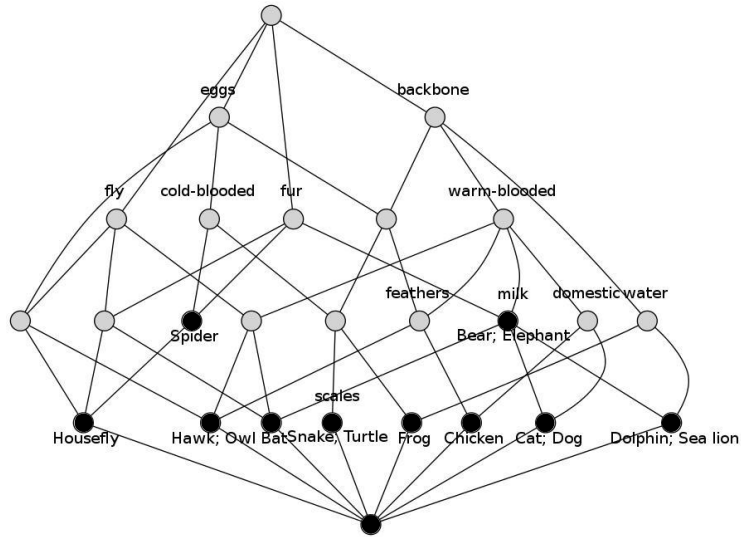 eggs
backbone
fly
cold-blooded
fur
warm-blooded
feathers
milk
domestic
water
Spider
Bear; Elephant
scales
Housefly
Hawk; Owl
Bat
Snake; Turtle
Frog
Chicken
Cat; Dog
Dolphin; Sea lion